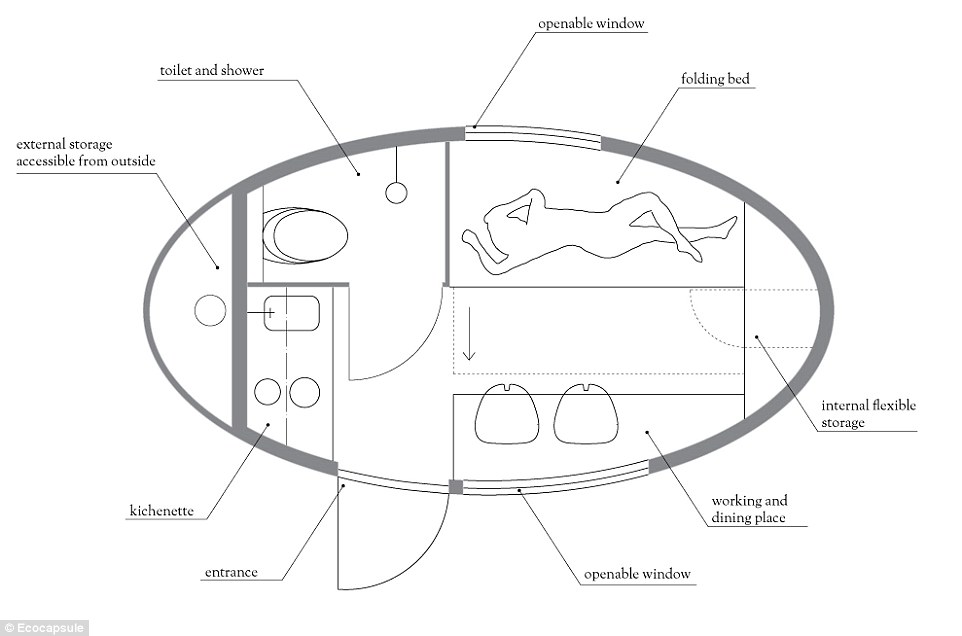 openable window
toilet and shower
folding bed
external storage
accessible from outside
internal flexible
storage
working and
dining place
kichenette
entrance
openable window
© Ecocapsule